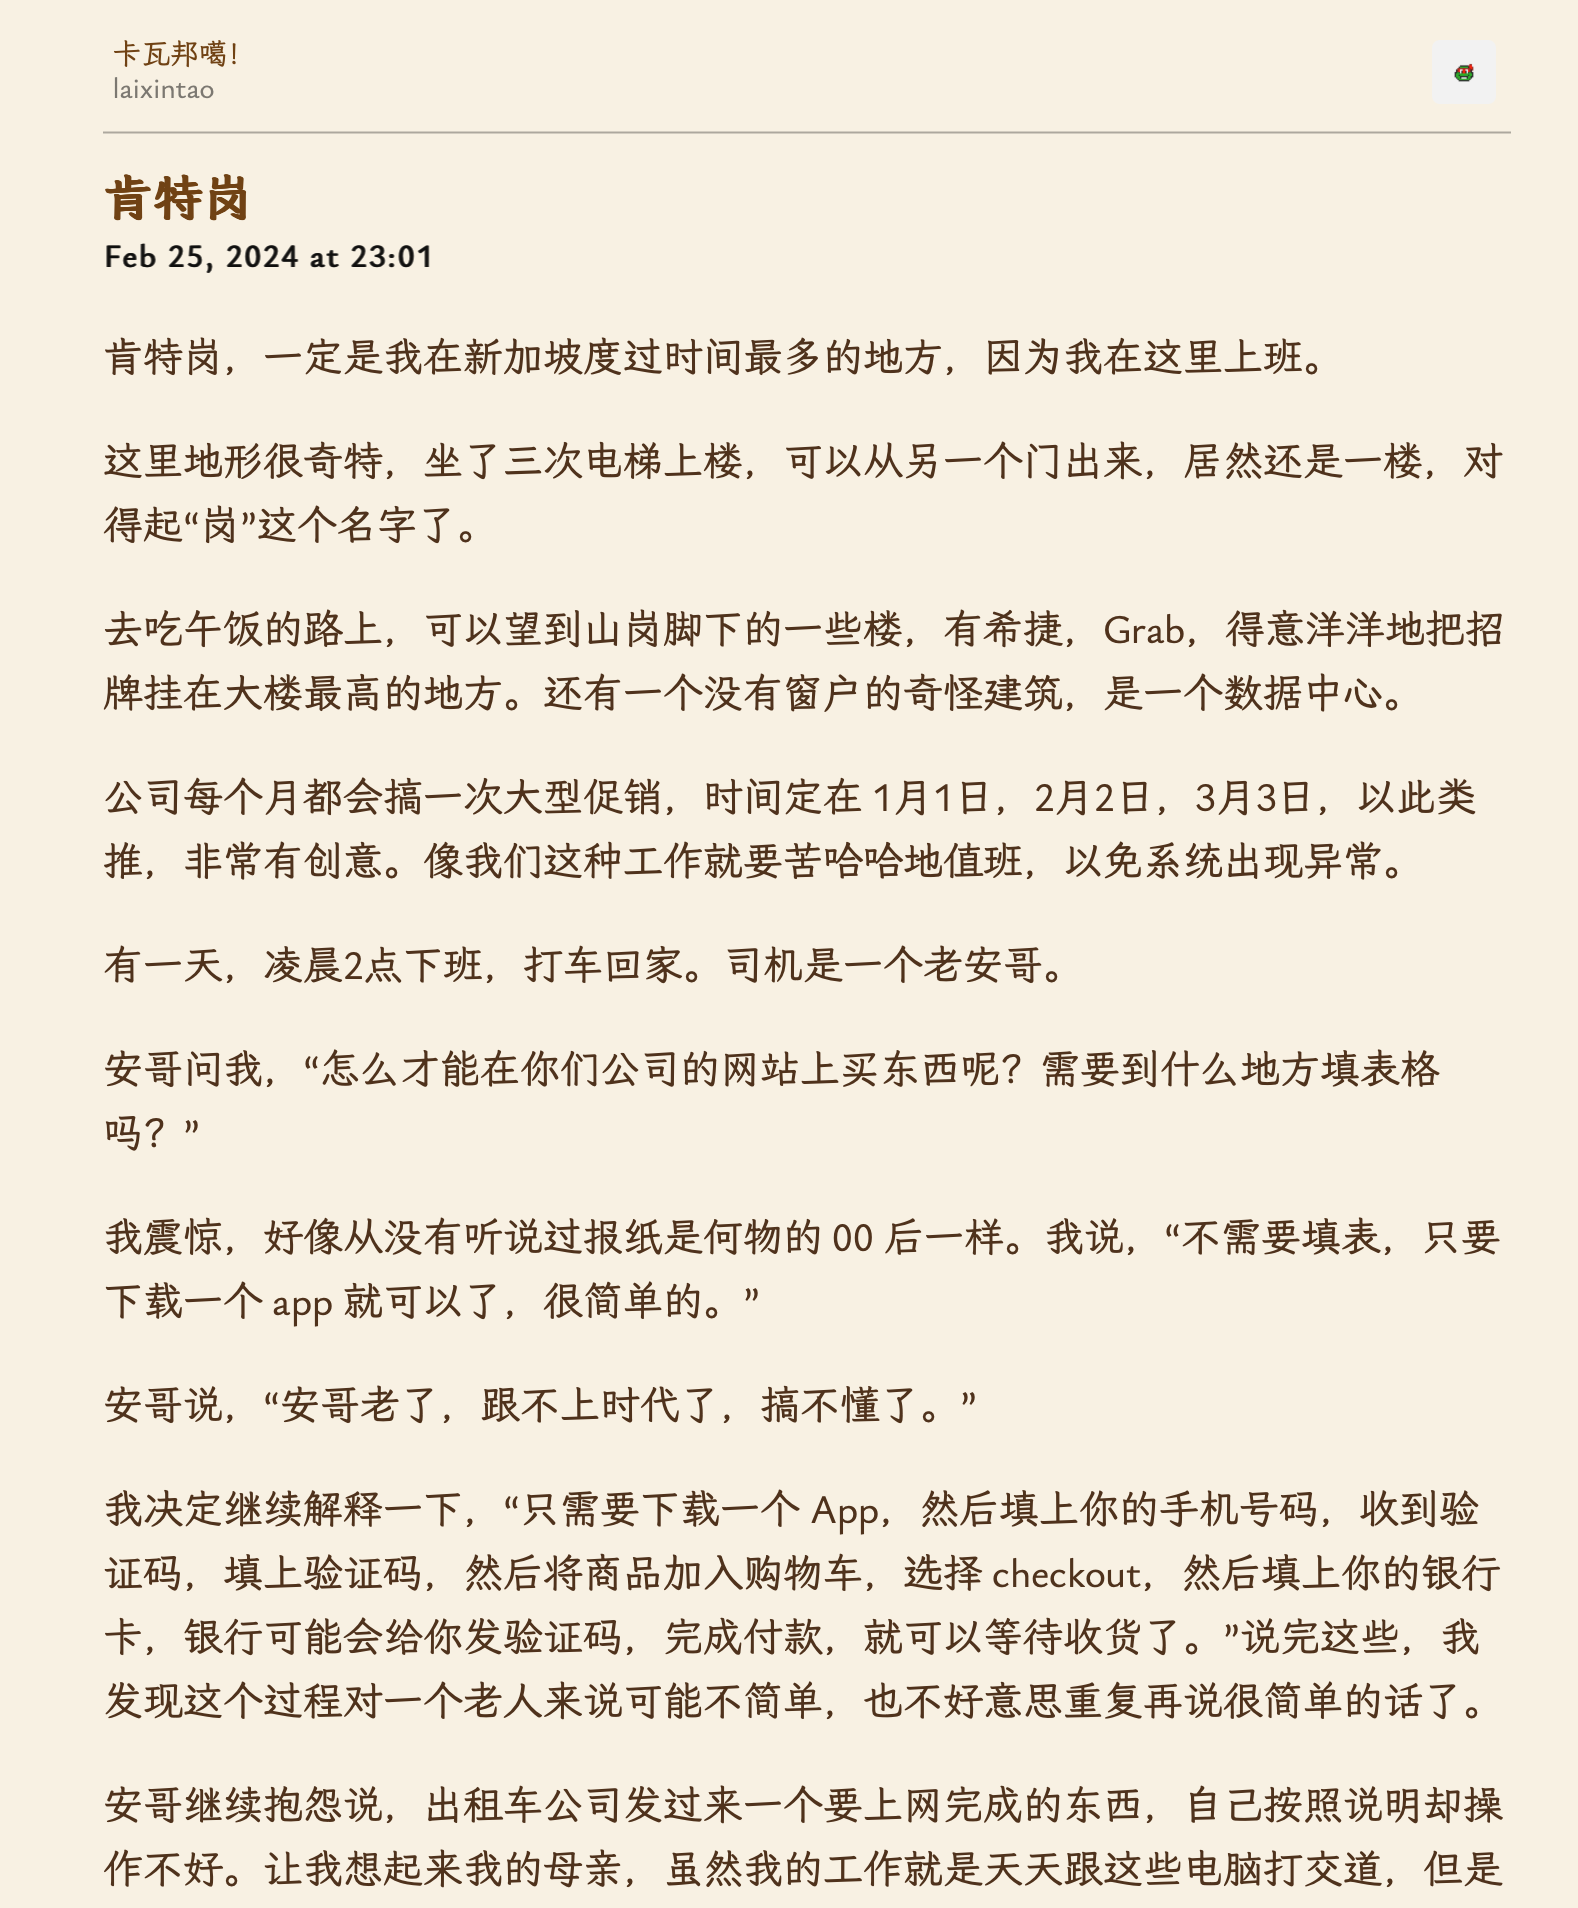 卡瓦邦噶！
laixintao
肯特岗
Feb 25, 2024 at 23:01
肯特岗，一定是我在新加坡度过时间最多的地方，因为我在这里上班。
这里地形很奇特，坐了三次电梯上楼，可以从另一个门出来，居然还是一楼，对
得起“岗”这个名字了。
去吃午饭的路上，可以望到山岗脚下的一些楼，有希捷，Grab，得意洋洋地把招
牌挂在大楼最高的地方。还有一个没有窗户的奇怪建筑，是一个数据中心。
公司每个月都会搞一次大型促销，时间定在 1月1日，2月2日，3月3日，以此类
推，非常有创意。像我们这种工作就要苦哈哈地值班，以免系统出现异常。
有一天，凌晨2点下班，打车回家。司机是一个老安哥。
安哥问我，“怎么才能在你们公司的网站上买东西呢？需要到什么地方填表格
吗？”
我震惊，好像从没有听说过报纸是何物的 00 后一样。我说，“不需要填表，只要
下载一个 app 就可以了，很简单的。”
安哥说，“安哥老了，跟不上时代了，搞不懂了。”
我决定继续解释一下，“只需要下载一个 App，然后填上你的手机号码，收到验
证码，填上验证码，然后将商品加入购物车，选择 checkout，然后填上你的银行
卡，银行可能会给你发验证码，完成付款，就可以等待收货了。”说完这些，我
发现这个过程对一个老人来说可能不简单，也不好意思重复再说很简单的话了。
安哥继续抱怨说，出租车公司发过来一个要上网完成的东西，自己按照说明却操
作不好。让我想起来我的母亲，虽然我的工作就是天天跟这些电脑打交道，但是